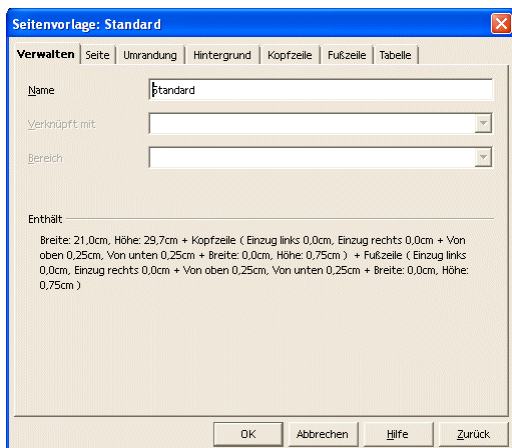 Seitenvorlage: Standard
Verwalten Seite Umrandung Hintergrund Kopfzeile Fußzeile Tabelle
Name Standard
Verknüpft mit
Bereich
Enthält
Breite: 21,0cm, Höhe: 29,7cm + Kopfzeile ( Einzug links 0,0cm, Einzug rechts 0,0cm + Von
oben 0,25cm, Von unten 0,25cm + Breite: 0,0cm, Höhe: 0,75cm ) + Fußzeile ( Einzug links
0,0cm, Einzug rechts 0,0cm + Von oben 0,25cm, Von unten 0,25cm + Breite: 0,0cm, Höhe:
0,75cm )
OK Abbrechen Hilfe Zurück